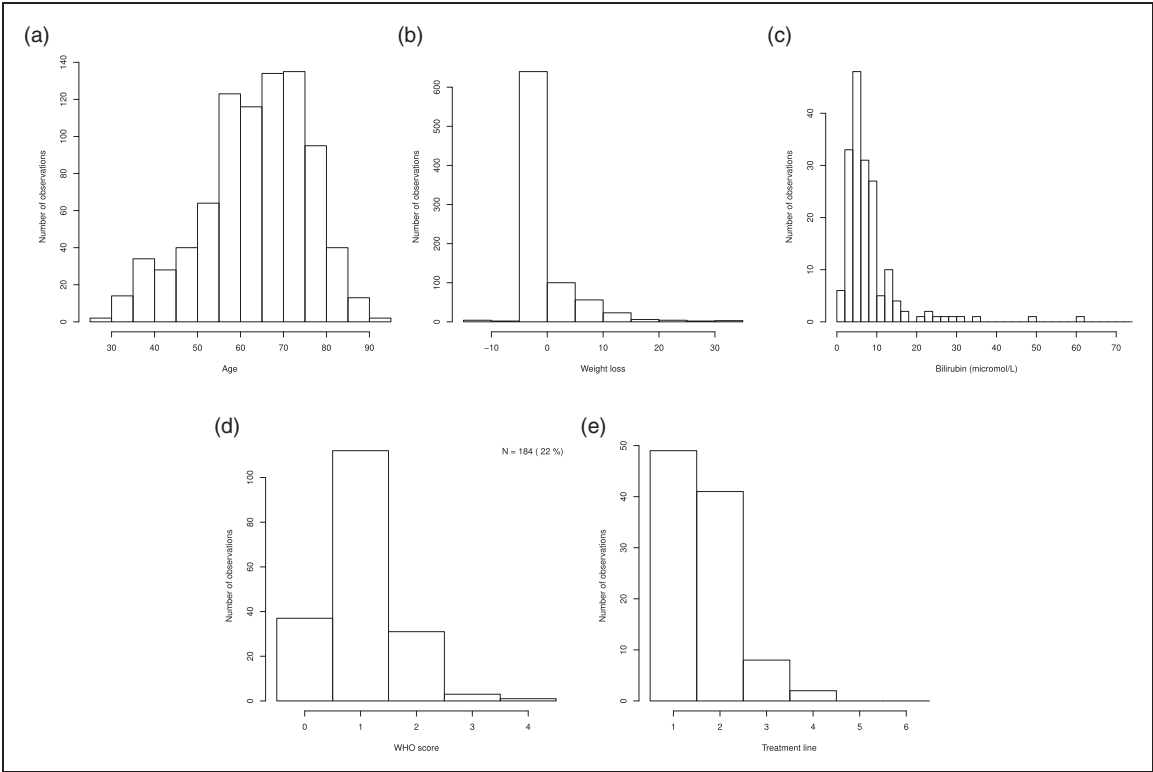 (a)
Number of observations
0 20 40 60 80 100 120 140
30 40 50 60 70 80 90
Age
(b)
Number of observations
0 100 200 300 400 500 600
−10 0 10 20 30
Weight loss
(c)
Number of observations
0 10 20 30 40
0 10 20 30 40 50 60 70
Bilirubin (micromol/L)
(d)
N = 184 ( 22 %)
Number of observations
0 20 40 60 80 100
0 1 2 3 4
WHO score
(e)
Number of observations
0 10 20 30 40 50
1 2 3 4 5 6
Treatment line